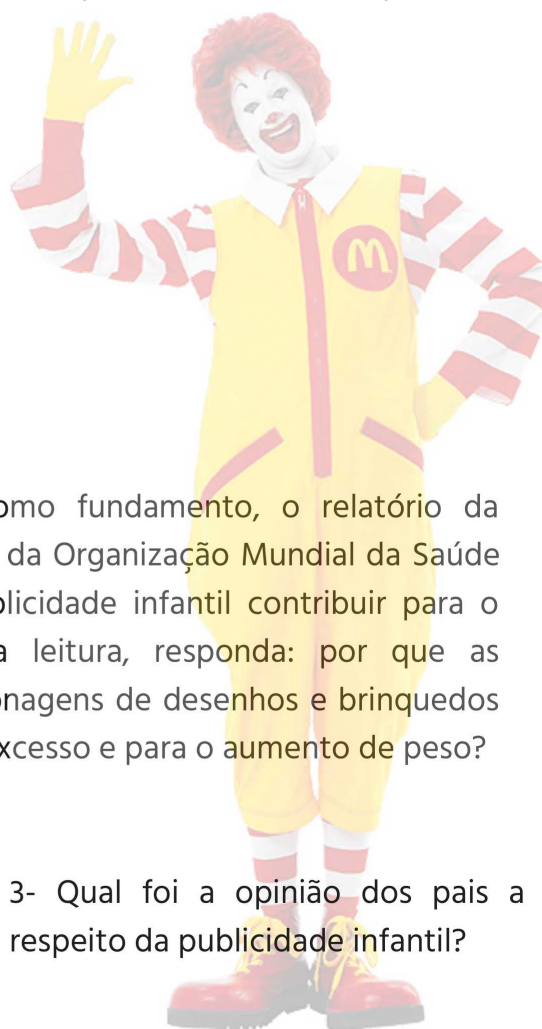 omo fundamento, o relatório da
da Organização Mundial da Saúde
blicidade infantil contribuir para o
a leitura, responda: por que as
onagens de desenhos e brinquedos
xcesso e para o aumento de peso?
3- Qual foi a opinião dos pais a
respeito da publicidade infantil?